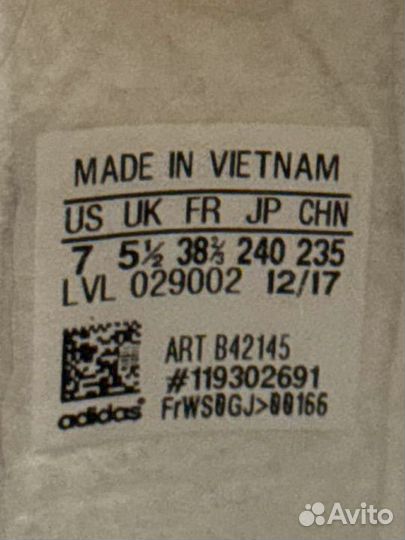 MADE IN VIETNAM
US UK FR JP CHN
7 5½ 38⅔ 240 235
LVL 029002 12/17
ART B42145
#119302691
adidas® FrWS0GJ>00166
Avito